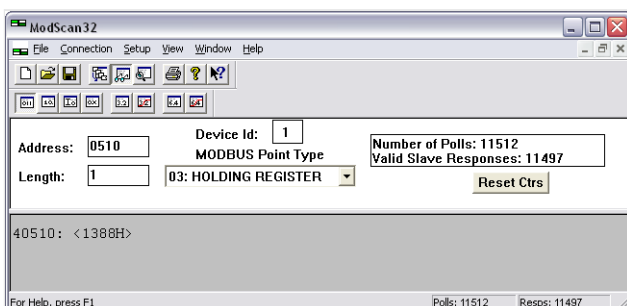 ModScan32
File Connection Setup View Window Help
Address: 0510
Device Id: 1
MODBUS Point Type
Length: 1
03: HOLDING REGISTER
Number of Polls: 11512
Valid Slave Responses: 11497
Reset Ctrs
40510: <1388H>
For Help, press F1
Polls: 11512
Resps: 11497